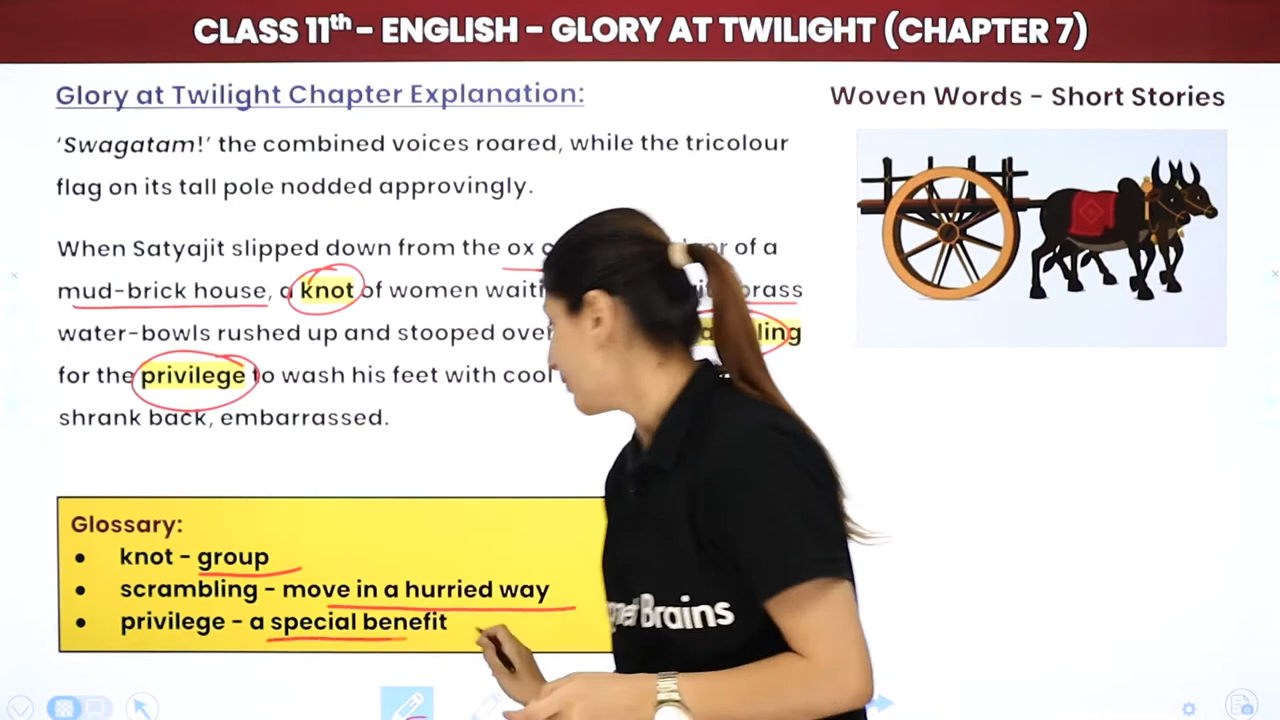 CLASS 11th - ENGLISH - GLORY AT TWILIGHT (CHAPTER 7)
Glory at Twilight Chapter Explanation:
Woven Words - Short Stories
‘Swagatam!’ the combined voices roared, while the tricolour
flag on its tall pole nodded approvingly.
When Satyajit slipped down from the ox of a
mud-brick house, a knot of women brass
water-bowls rushed up and stooped over
for the privilege to wash his feet with cool
shrank back, embarrassed.
Glossary:
• knot - group
• scrambling - move in a hurried way
• privilege - a special benefit
Brains